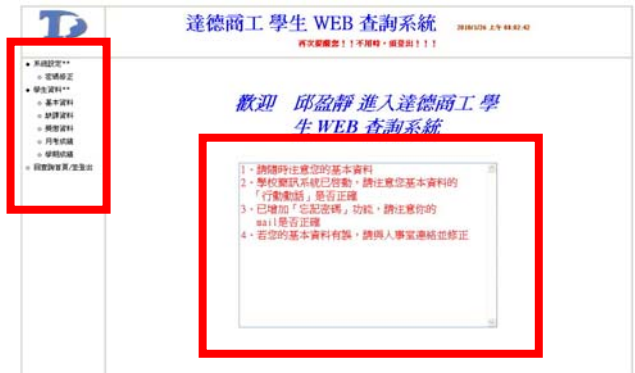 達德商工 學生 WEB 查詢系統
再次提醒您!!不用時,須登出!!!
系統設定**
密碼修正
學生資料**
基本資料
缺課資料
獎懲資料
月考成績
學期成績
回查詢首頁/並登出
歡迎 邱盈靜 進入達德商工 學
生 WEB 查詢系統
1、請隨時注意您的基本資料
2、學校簡訊系統已啟動,請注意您基本資料的
「行動動話」是否正確
3、已增加「忘記密碼」功能,請注意你的
mail是否正確
4、若您的基本資料有誤,請與人事室連絡並修正